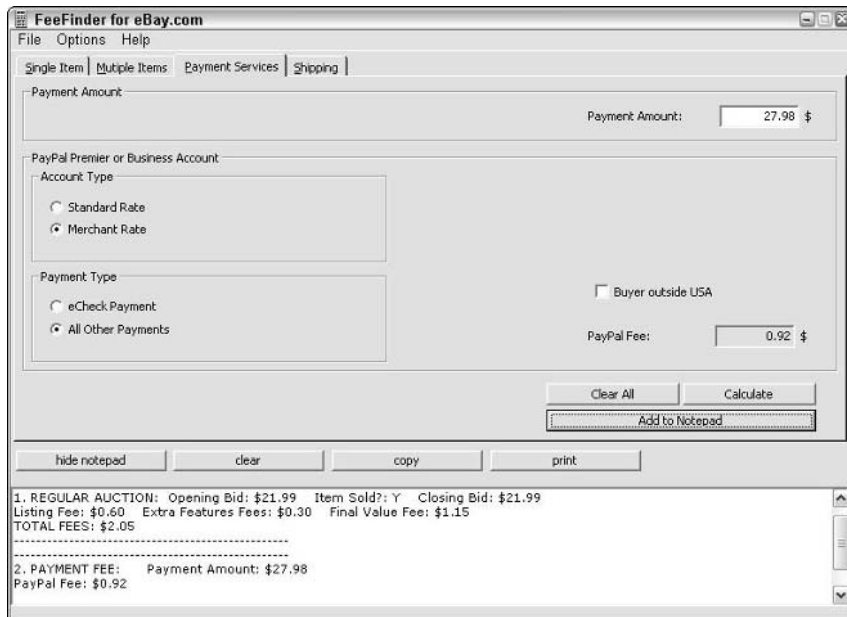 FeeFinder for eBay.com
File Options Help
Single Item Mutiple Items Payment Services Shipping
Payment Amount
Payment Amount: 27.98 $
PayPal Premier or Business Account
Account Type
Standard Rate
Merchant Rate
Payment Type
eCheck Payment
All Other Payments
Buyer outside USA
PayPal Fee: 0.92 $
Clear All Calculate
Add to Notepad
hide notepad clear copy print
1. REGULAR AUCTION: Opening Bid: $21.99 Item Sold?: Y Closing Bid: $21.99
Listing Fee: $0.60 Extra Features Fees: $0.30 Final Value Fee: $1.15
TOTAL FEES: $2.05
--------------------------------------------------
--------------------------------------------------
2. PAYMENT FEE: Payment Amount: $27.98
PayPal Fee: $0.92